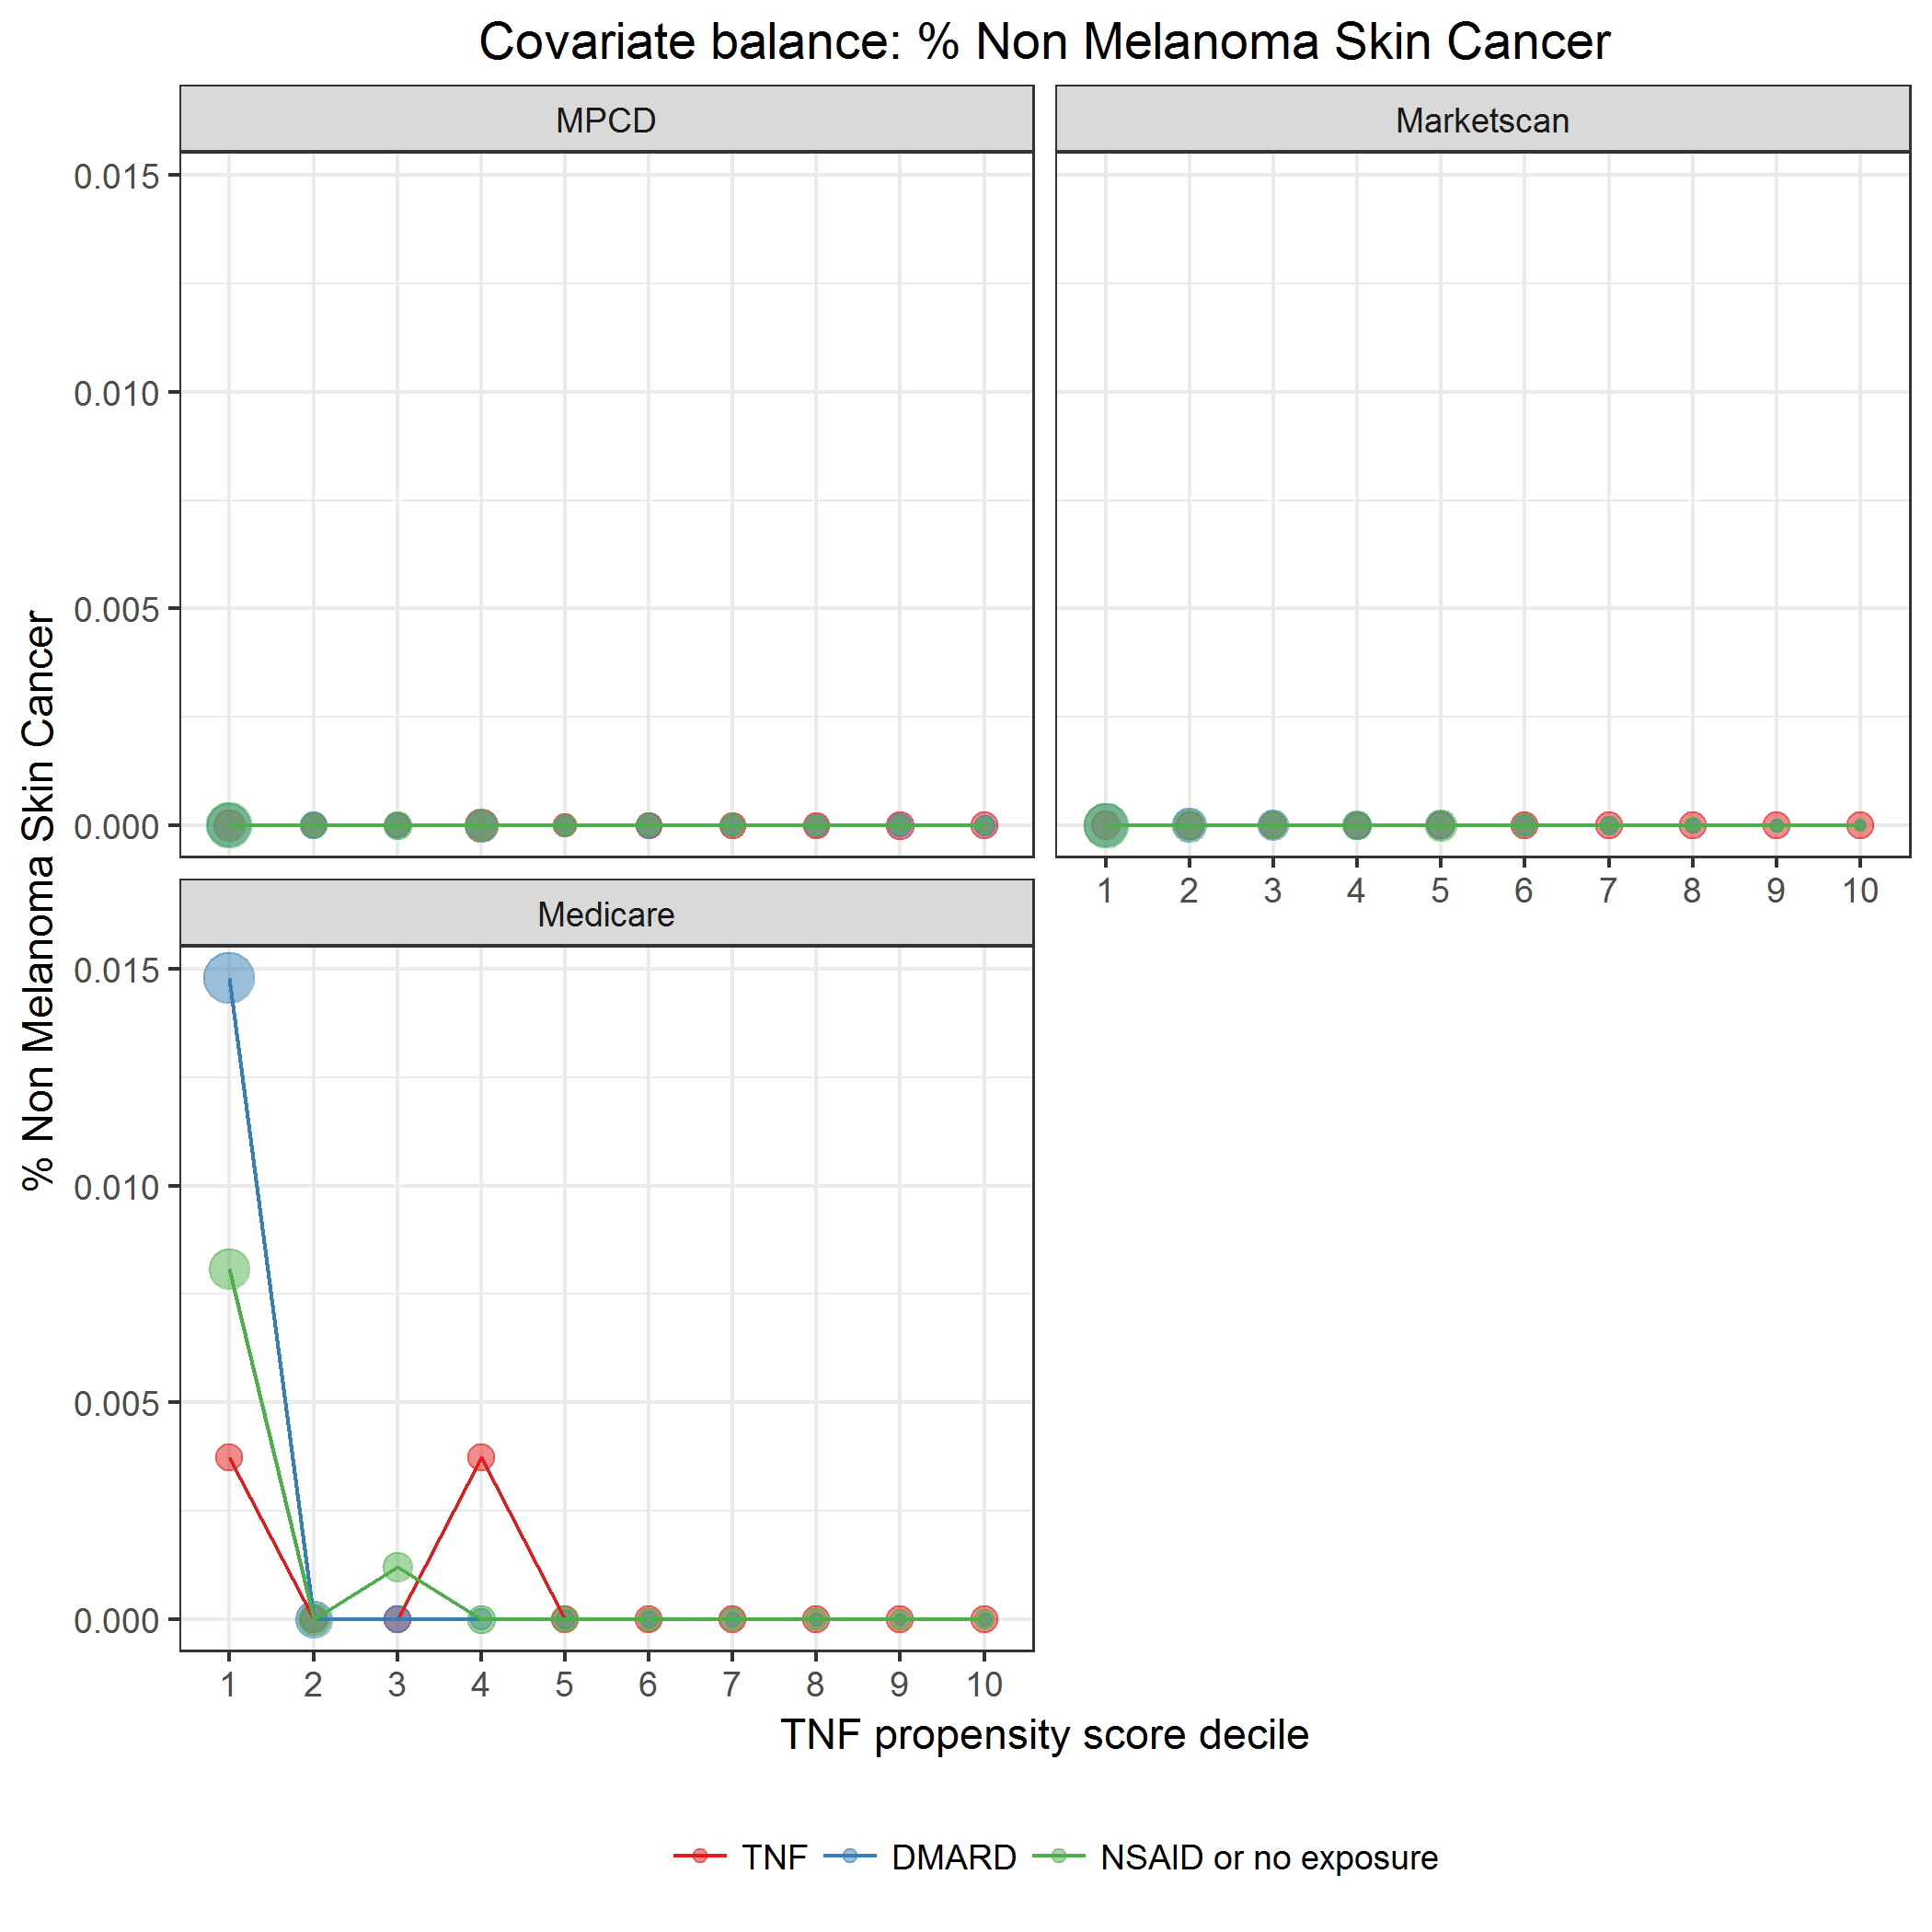 Covariate balance: % Non Melanoma Skin Cancer
MPCD
Marketscan
0.015
0.010
0.005
0.000
1 2 3 4 5 6 7 8 9 10
Medicare
0.015
0.010
0.005
0.000
1 2 3 4 5 6 7 8 9 10
% Non Melanoma Skin Cancer
TNF propensity score decile
TNF DMARD NSAID or no exposure